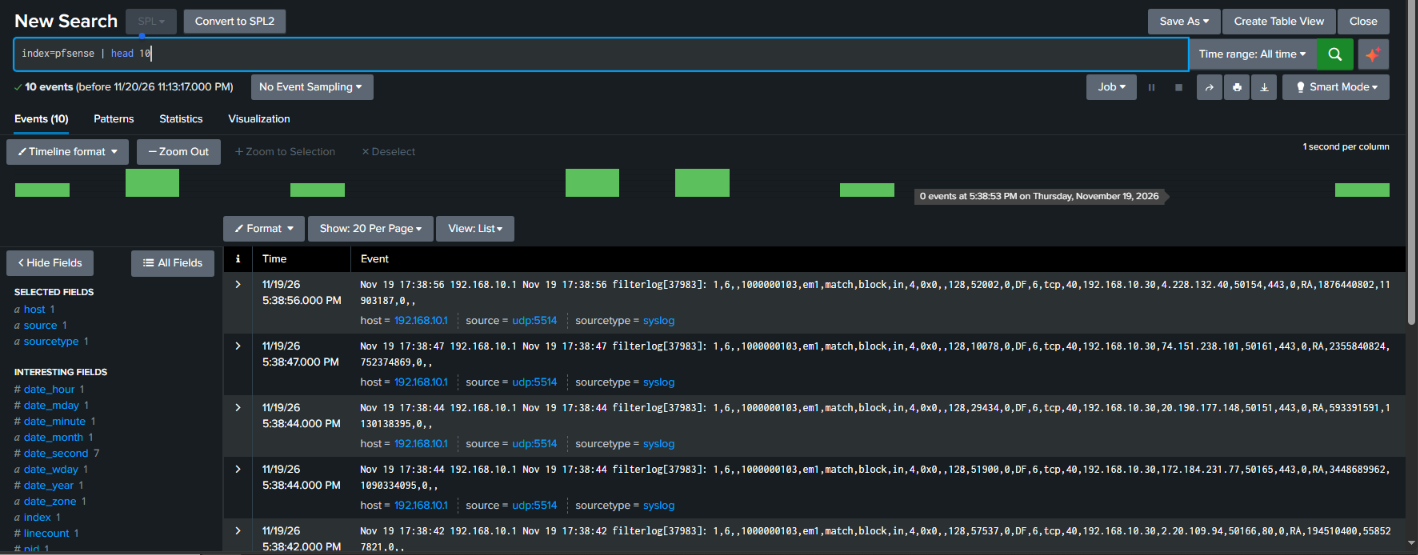 New Search
SPL
Convert to SPL2
Save As
Create Table View
Close
index=pfsense | head 10
Time range: All time
10 events (before 11/20/26 11:13:17.000 PM)
No Event Sampling
Job
Smart Mode
Events (10)
Patterns
Statistics
Visualization
Timeline format
Zoom Out
+ Zoom to Selection
× Deselect
1 second per column
0 events at 5:38:53 PM on Thursday, November 19, 2026
Format
Show: 20 Per Page
View: List
Hide Fields
All Fields
SELECTED FIELDS
a host 1
a source 1
a sourcetype 1
INTERESTING FIELDS
# date_hour 1
# date_mday 1
# date_minute 1
a date_month 1
# date_second 7
a date_wday 1
# date_year 1
a date_zone 1
a index 1
# linecount 1
# pid 1
i
Time
Event
11/19/26
5:38:56.000 PM
Nov 19 17:38:56 192.168.10.1 Nov 19 17:38:56 filterlog[37983]: 1,6,,1000000103,em1,match,block,in,4,0x0,,128,52002,0,DF,6,tcp,40,192.168.10.30,4.228.132.40,50154,443,0,RA,1876440802,11
903187,0,,
host = 192.168.10.1 source = udp:5514 sourcetype = syslog
11/19/26
5:38:47.000 PM
Nov 19 17:38:47 192.168.10.1 Nov 19 17:38:47 filterlog[37983]: 1,6,,1000000103,em1,match,block,in,4,0x0,,128,10078,0,DF,6,tcp,40,192.168.10.30,74.151.238.101,50161,443,0,RA,2355840824,
752374869,0,,
host = 192.168.10.1 source = udp:5514 sourcetype = syslog
11/19/26
5:38:44.000 PM
Nov 19 17:38:44 192.168.10.1 Nov 19 17:38:44 filterlog[37983]: 1,6,,1000000103,em1,match,block,in,4,0x0,,128,29434,0,DF,6,tcp,40,192.168.10.30,20.190.177.148,50151,443,0,RA,593391591,1
130138395,0,,
host = 192.168.10.1 source = udp:5514 sourcetype = syslog
11/19/26
5:38:44.000 PM
Nov 19 17:38:44 192.168.10.1 Nov 19 17:38:44 filterlog[37983]: 1,6,,1000000103,em1,match,block,in,4,0x0,,128,51900,0,DF,6,tcp,40,192.168.10.30,172.184.231.77,50165,443,0,RA,3448689962,
1090334095,0,,
host = 192.168.10.1 source = udp:5514 sourcetype = syslog
11/19/26
5:38:42.000 PM
Nov 19 17:38:42 192.168.10.1 Nov 19 17:38:42 filterlog[37983]: 1,6,,1000000103,em1,match,block,in,4,0x0,,128,57537,0,DF,6,tcp,40,192.168.10.30,2.20.109.94,50166,80,0,RA,194510400,55852
7821,0,,